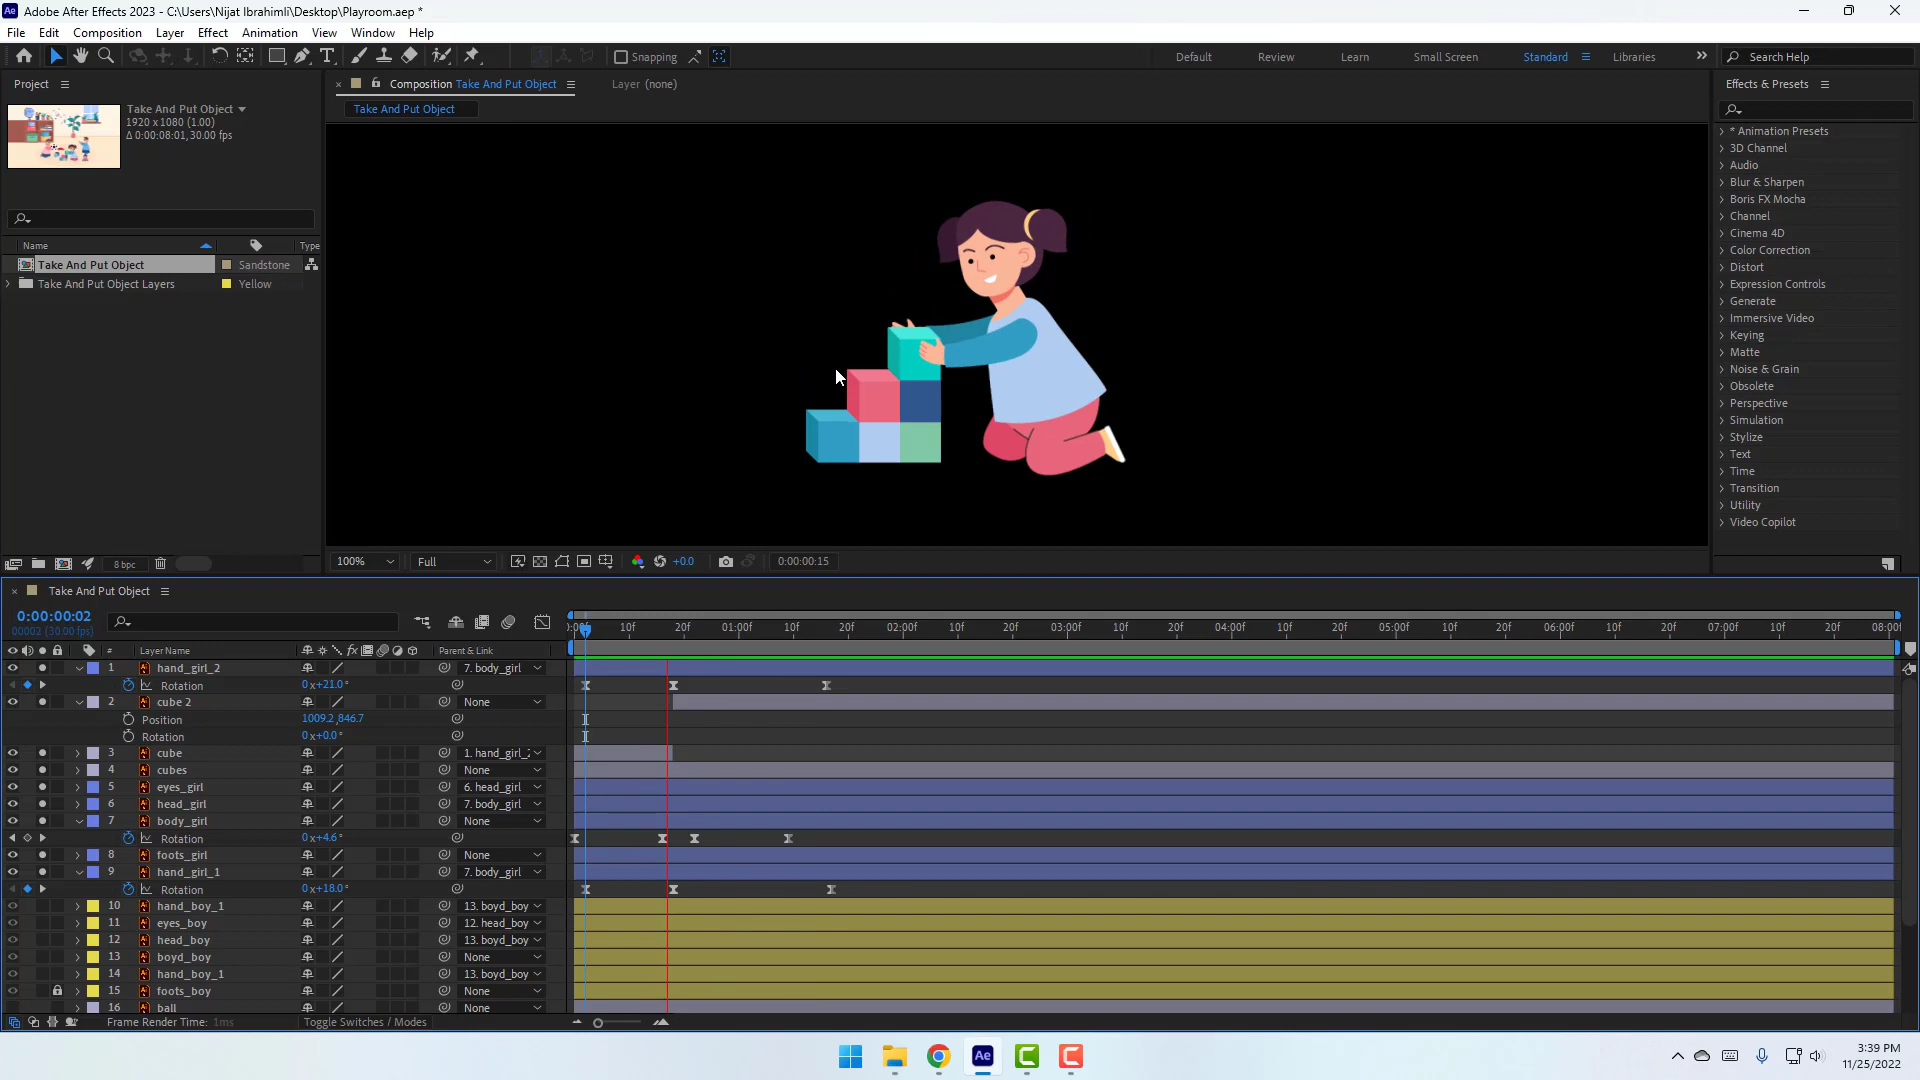 Adobe After Effects 2023 - C:\Users\Nijat Ibrahimli\Desktop\Playroom.aep *
File Edit Composition Layer Effect Animation View Window Help
Snapping Default Review Learn Small Screen Standard Libraries Search Help
Project
Take And Put Object
1920 x 1080 (1.00)
Δ 0:00:08:01, 30.00 fps
Name Type
Take And Put Object Sandstone
Take And Put Object Layers Yellow
8 bpc
Composition Take And Put Object Layer (none)
Take And Put Object
100% Full +0.0 0:00:00:15
Effects & Presets
* Animation Presets
3D Channel
Audio
Blur & Sharpen
Boris FX Mocha
Channel
Cinema 4D
Color Correction
Distort
Expression Controls
Generate
Immersive Video
Keying
Matte
Noise & Grain
Obsolete
Perspective
Simulation
Stylize
Text
Time
Transition
Utility
Video Copilot
Take And Put Object
0:00:00:02
00002 (30.00 fps)
0:00f 10f 20f 01:00f 10f 20f 02:00f 10f 20f 03:00f 10f 20f 04:00f 10f 20f 05:00f 10f 20f 06:00f 10f 20f 07:00f 10f 20f 08:00f
# Layer Name fx Parent & Link
1 hand_girl_2 7. body_girl
Rotation 0 x+21.0°
2 cube 2 None
Position 1009.2,846.7
Rotation 0 x+0.0°
3 cube 1. hand_girl_2
4 cubes None
5 eyes_girl 6. head_girl
6 head_girl 7. body_girl
7 body_girl None
Rotation 0 x+4.6°
8 foots_girl None
9 hand_girl_1 7. body_girl
Rotation 0 x+18.0°
10 hand_boy_1 13. boyd_boy
11 eyes_boy 12. head_boy
12 head_boy 13. boyd_boy
13 boyd_boy None
14 hand_boy_1 13. boyd_boy
15 foots_boy None
16 ball None
Frame Render Time: 1ms Toggle Switches / Modes
3:39 PM
11/25/2022